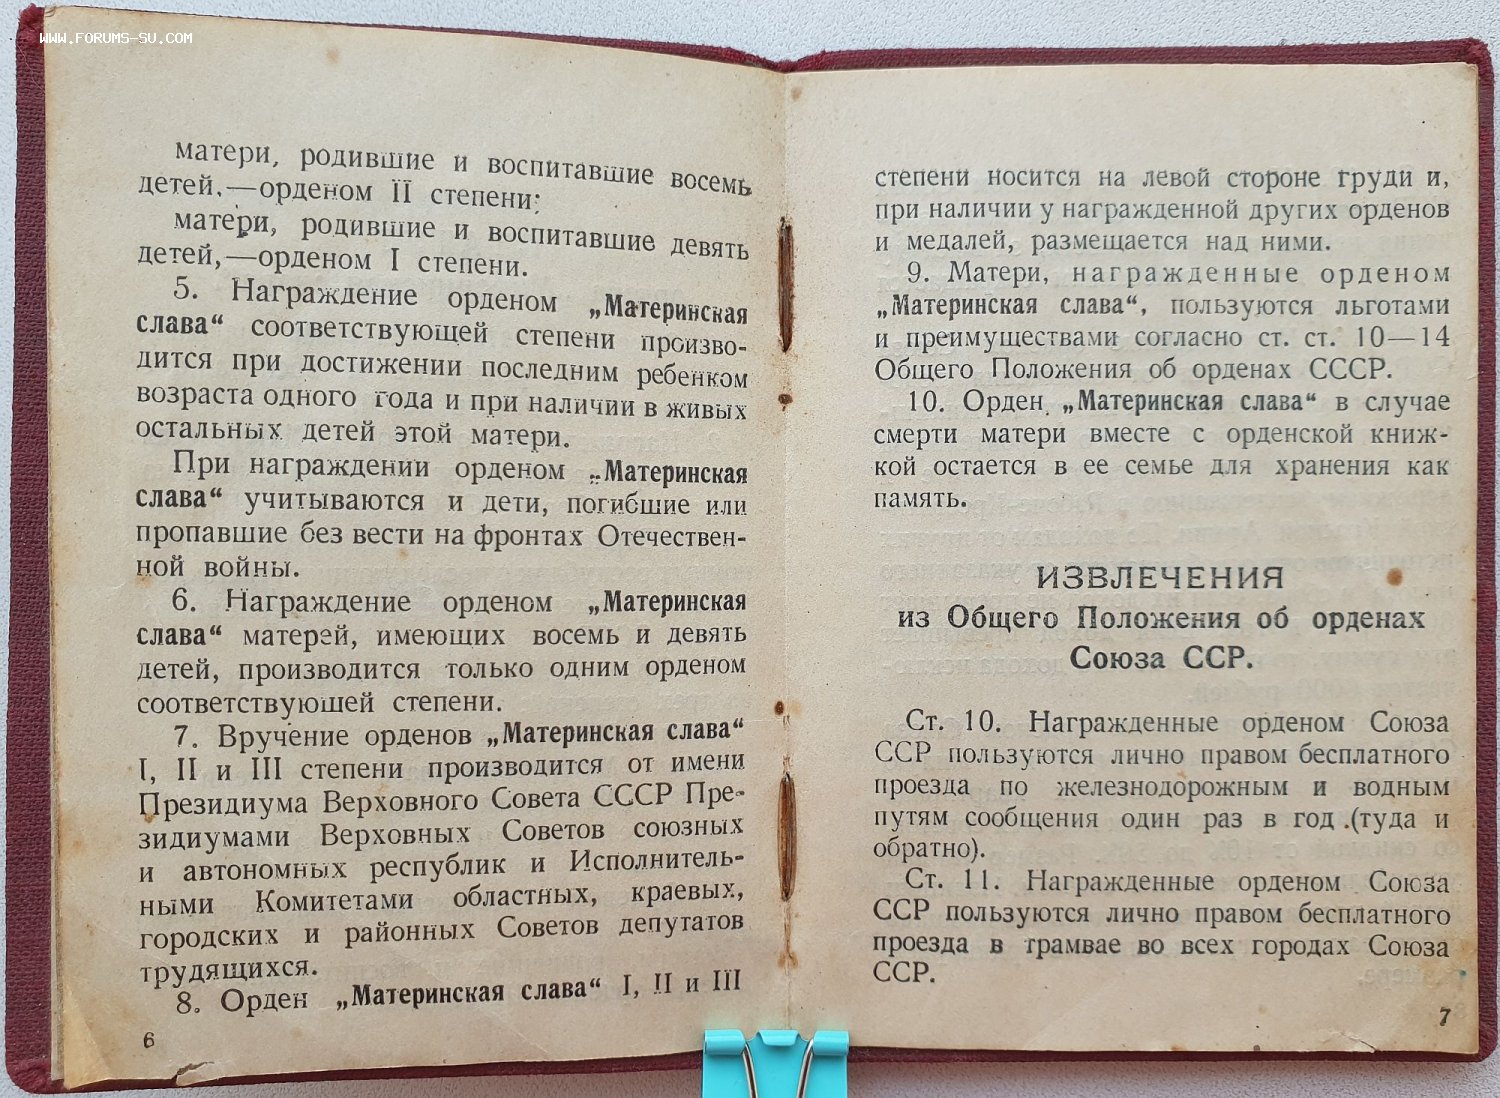 WWW.FORUMS-SU.COM
матери, родившие и воспитавшие восемь
детей,—орденом II степени;
матери, родившие и воспитавшие девять
детей,—орденом I степени.
5. Награждение орденом „Материнская
слава“ соответствующей степени произво-
дится при достижении последним ребенком
возраста одного года и при наличии в живых
остальных детей этой матери.
При награждении орденом „Материнская
слава“ учитываются и дети, погибшие или
пропавшие без вести на фронтах Отечествен-
ной войны.
6. Награждение орденом „Материнская
слава“ матерей, имеющих восемь и девять
детей, производится только одним орденом
соответствующей степени.
7. Вручение орденов „Материнская слава“
I, II и III степени производится от имени
Президиума Верховного Совета СССР Пре-
зидиумами Верховных Советов союзных
и автономных республик и Исполнитель-
ными Комитетами областных, краевых,
городских и районных Советов депутатов
трудящихся.
8. Орден „Материнская слава“ I, II и III
6
степени носится на левой стороне груди и,
при наличии у награжденной других орденов
и медалей, размещается над ними.
9. Матери, награжденные орденом
„Материнская слава“, пользуются льготами
и преимуществами согласно ст. ст. 10—14
Общего Положения об орденах СССР.
10. Орден „Материнская слава“ в случае
смерти матери вместе с орденской книж-
кой остается в ее семье для хранения как
память.
ИЗВЛЕЧЕНИЯ
из Общего Положения об орденах
Союза ССР.
Ст. 10. Награжденные орденом Союза
ССР пользуются лично правом бесплатного
проезда по железнодорожным и водным
путям сообщения один раз в год (туда и
обратно).
Ст. 11. Награжденные орденом Союза
ССР пользуются лично правом бесплатного
проезда в трамвае во всех городах Союза
ССР.
7